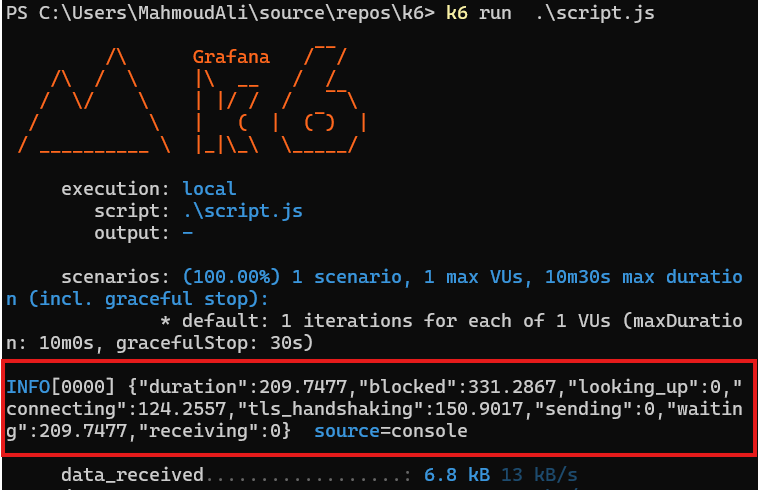 PS C:\Users\MahmoudAli\source\repos\k6> k6 run  .\script.js
Grafana
execution: local
script: .\script.js
output: -
scenarios: (100.00%) 1 scenario, 1 max VUs, 10m30s max duratio
n (incl. graceful stop):
* default: 1 iterations for each of 1 VUs (maxDuratio
n: 10m0s, gracefulStop: 30s)
INFO[0000] {"duration":209.7477,"blocked":331.2867,"looking_up":0,"
connecting":124.2557,"tls_handshaking":150.9017,"sending":0,"waitin
g":209.7477,"receiving":0}  source=console
data_received..................: 6.8 kB 13 kB/s